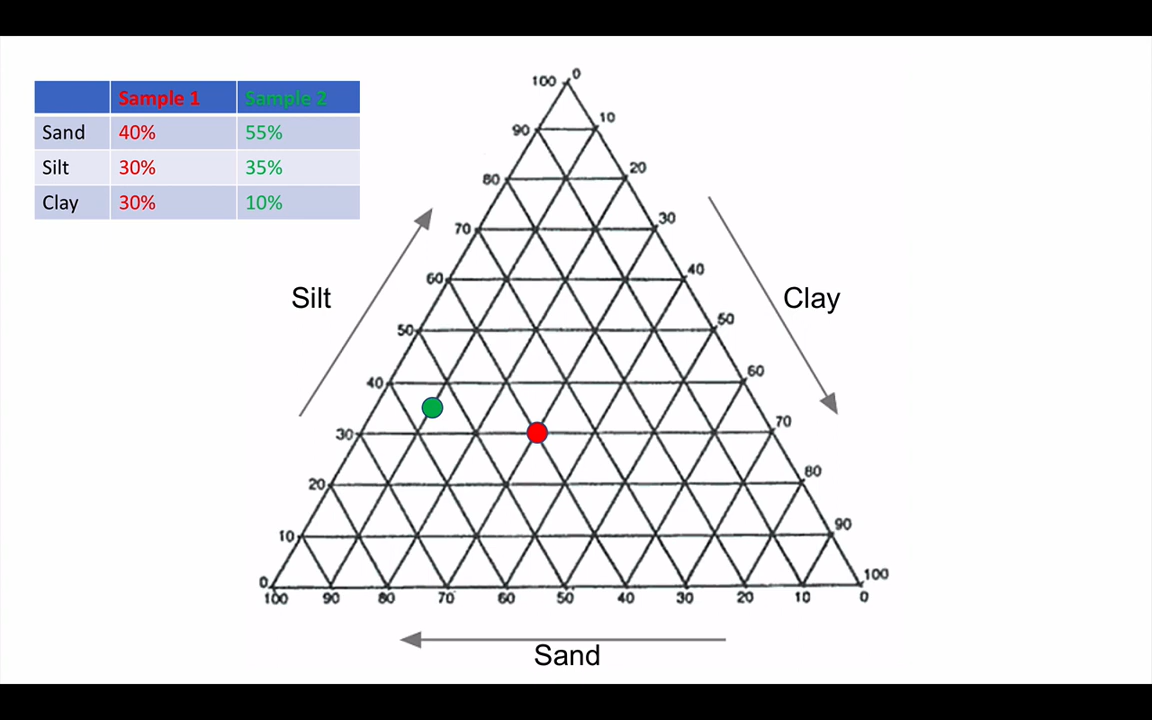 Sample 1 Sample 2
Sand 40% 55%
Silt 30% 35%
Clay 30% 10%
100 0
90 10
80 20
70 30
60 40
Silt Clay
50 50
40 60
30 70
20 80
10 90
0 100
100 90 80 70 60 50 40 30 20 10 0
Sand